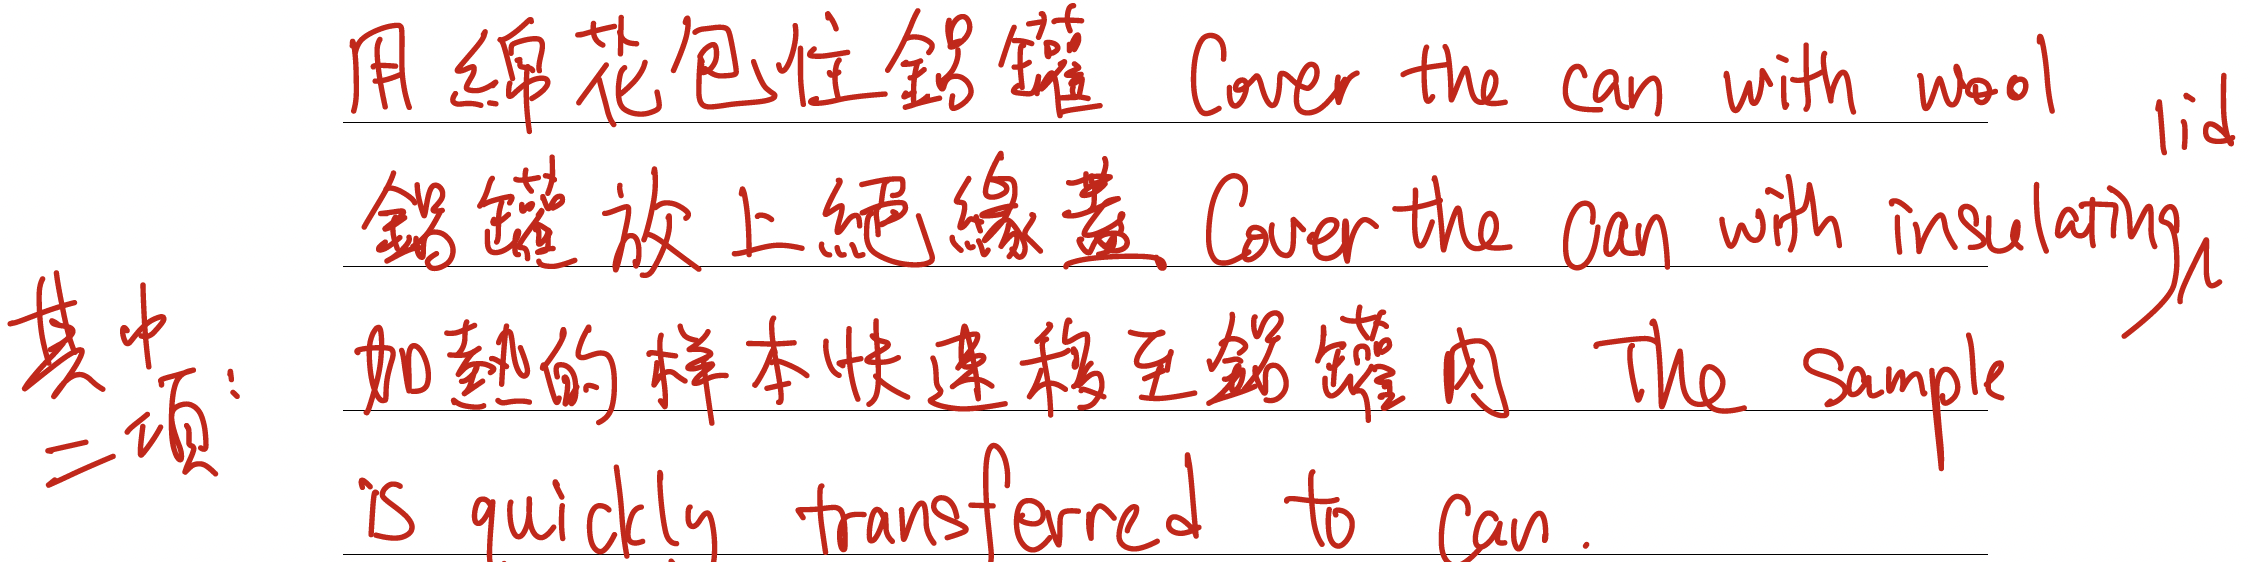 用綿花包住鋁罐 Cover the can with wool
鋁罐放上絕緣蓋 Cover the can with insulating lid
其中二項:
加熱的樣本快速移至鋁罐內 The sample
is quickly transferred to can.